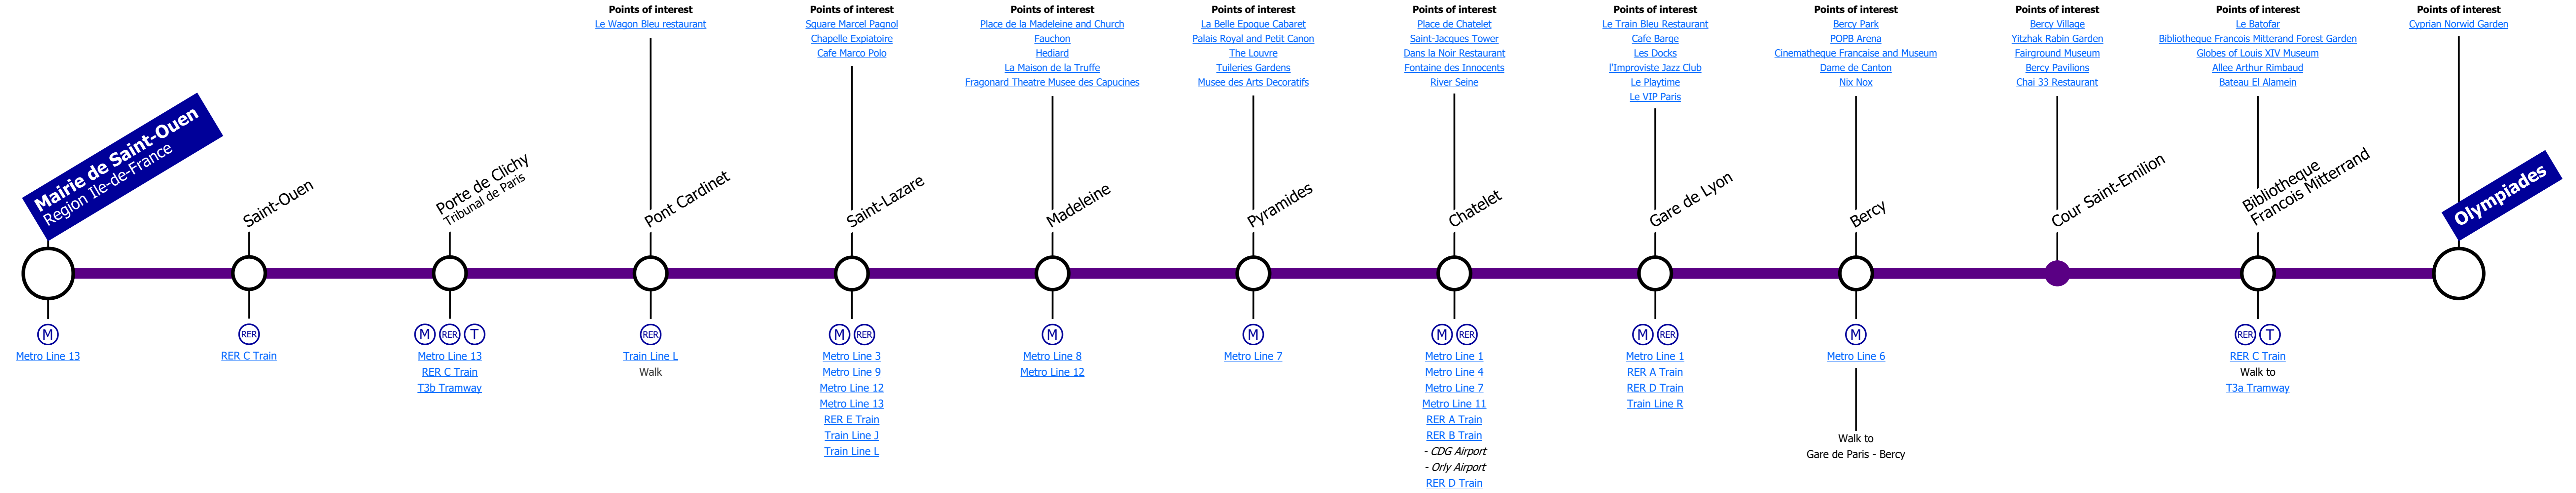 Points of interest
Le Wagon Bleu restaurant
Points of interest
Square Marcel Pagnol
Chapelle Expiatoire
Cafe Marco Polo
Points of interest
Place de la Madeleine and Church
Fauchon
Hediard
La Maison de la Truffe
Fragonard Theatre Musee des Capucines
Points of interest
La Belle Epoque Cabaret
Palais Royal and Petit Canon
The Louvre
Tuileries Gardens
Musee des Arts Decoratifs
Points of interest
Place de Chatelet
Saint-Jacques Tower
Dans la Noir Restaurant
Fontaine des Innocents
River Seine
Points of interest
Le Train Bleu Restaurant
Cafe Barge
Les Docks
l'Improviste Jazz Club
Le Playtime
Le VIP Paris
Points of interest
Bercy Park
POPB Arena
Cinematheque Francaise and Museum
Dame de Canton
Nix Nox
Points of interest
Bercy Village
Yitzhak Rabin Garden
Fairground Museum
Bercy Pavilions
Chai 33 Restaurant
Points of interest
Le Batofar
Bibliotheque Francois Mitterand Forest Garden
Globes of Louis XIV Museum
Allee Arthur Rimbaud
Bateau El Alamein
Points of interest
Cyprian Norwid Garden
Mairie de Saint-Ouen
Region Ile-de-France
Saint-Ouen
Porte de Clichy
Tribunal de Paris
Pont Cardinet
Saint-Lazare
Madeleine
Pyramides
Chatelet
Gare de Lyon
Bercy
Cour Saint-Emilion
Bibliotheque
Francois Mitterrand
Olympiades
M
Metro Line 13
RER
RER C Train
M RER T
Metro Line 13
RER C Train
T3b Tramway
RER
Train Line L
Walk
M RER
Metro Line 3
Metro Line 9
Metro Line 12
Metro Line 13
RER E Train
Train Line J
Train Line L
M
Metro Line 8
Metro Line 12
M
Metro Line 7
M RER
Metro Line 1
Metro Line 4
Metro Line 7
Metro Line 11
RER A Train
RER B Train
- CDG Airport
- Orly Airport
RER D Train
M RER
Metro Line 1
RER A Train
RER D Train
Train Line R
M
Metro Line 6
Walk to
Gare de Paris - Bercy
RER T
RER C Train
Walk to
T3a Tramway